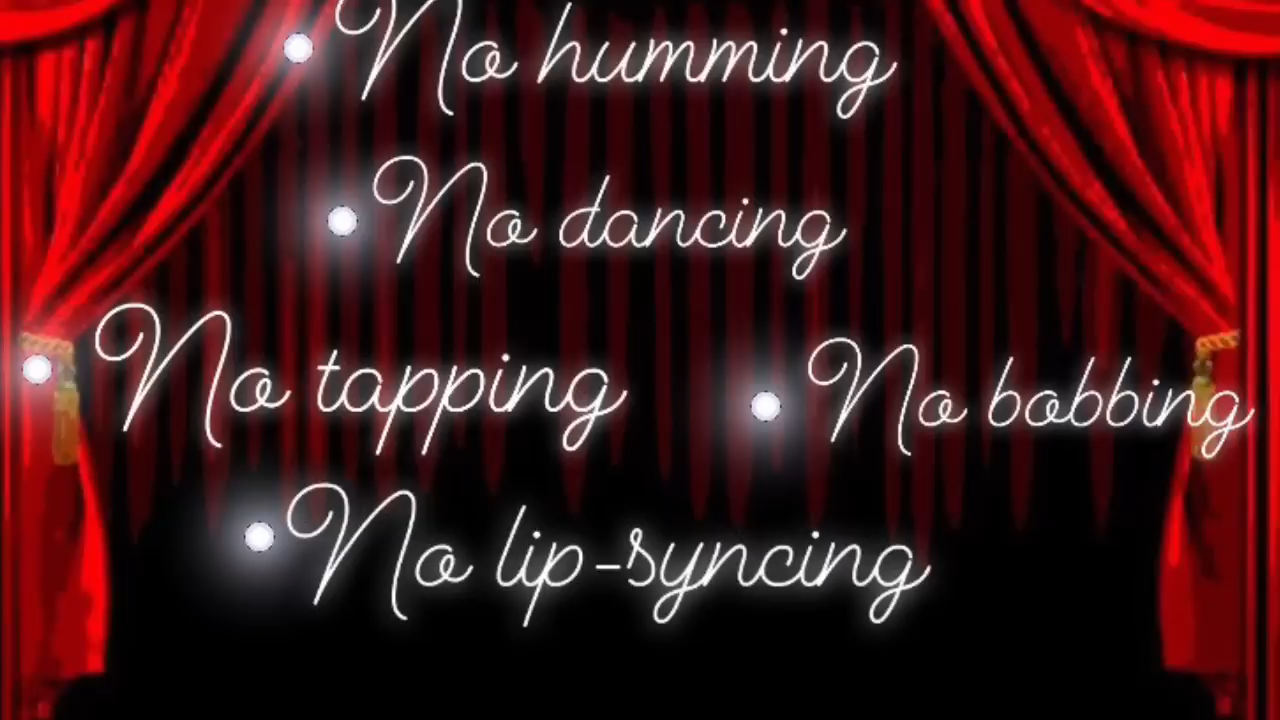 No humming
No dancing
No tapping
No bobbing
No lip-syncing